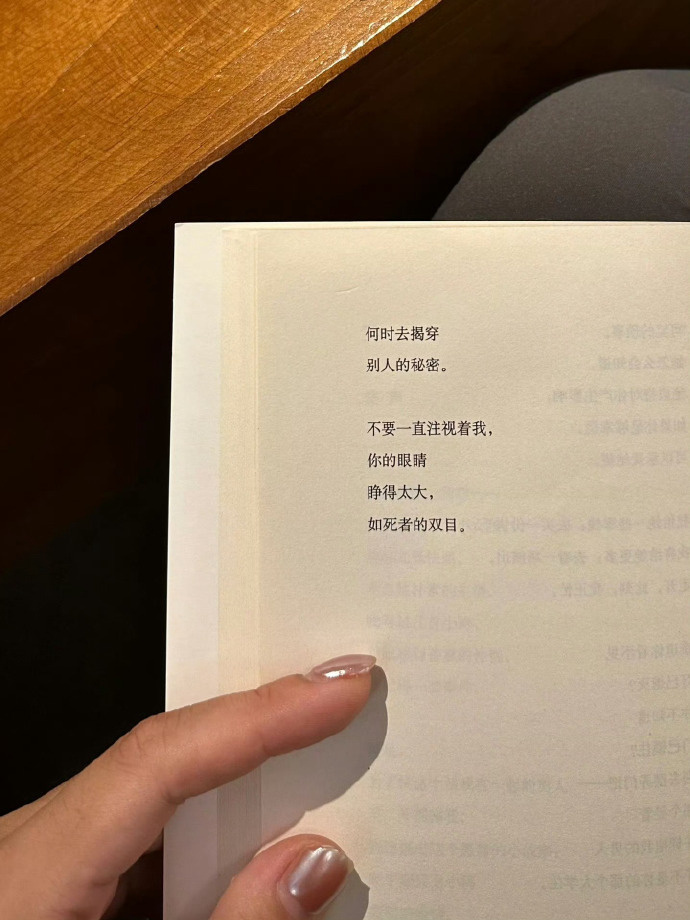 何时去揭穿
别人的秘密。
不要一直注视着我，
你的眼睛
睁得太大，
如死者的双目。